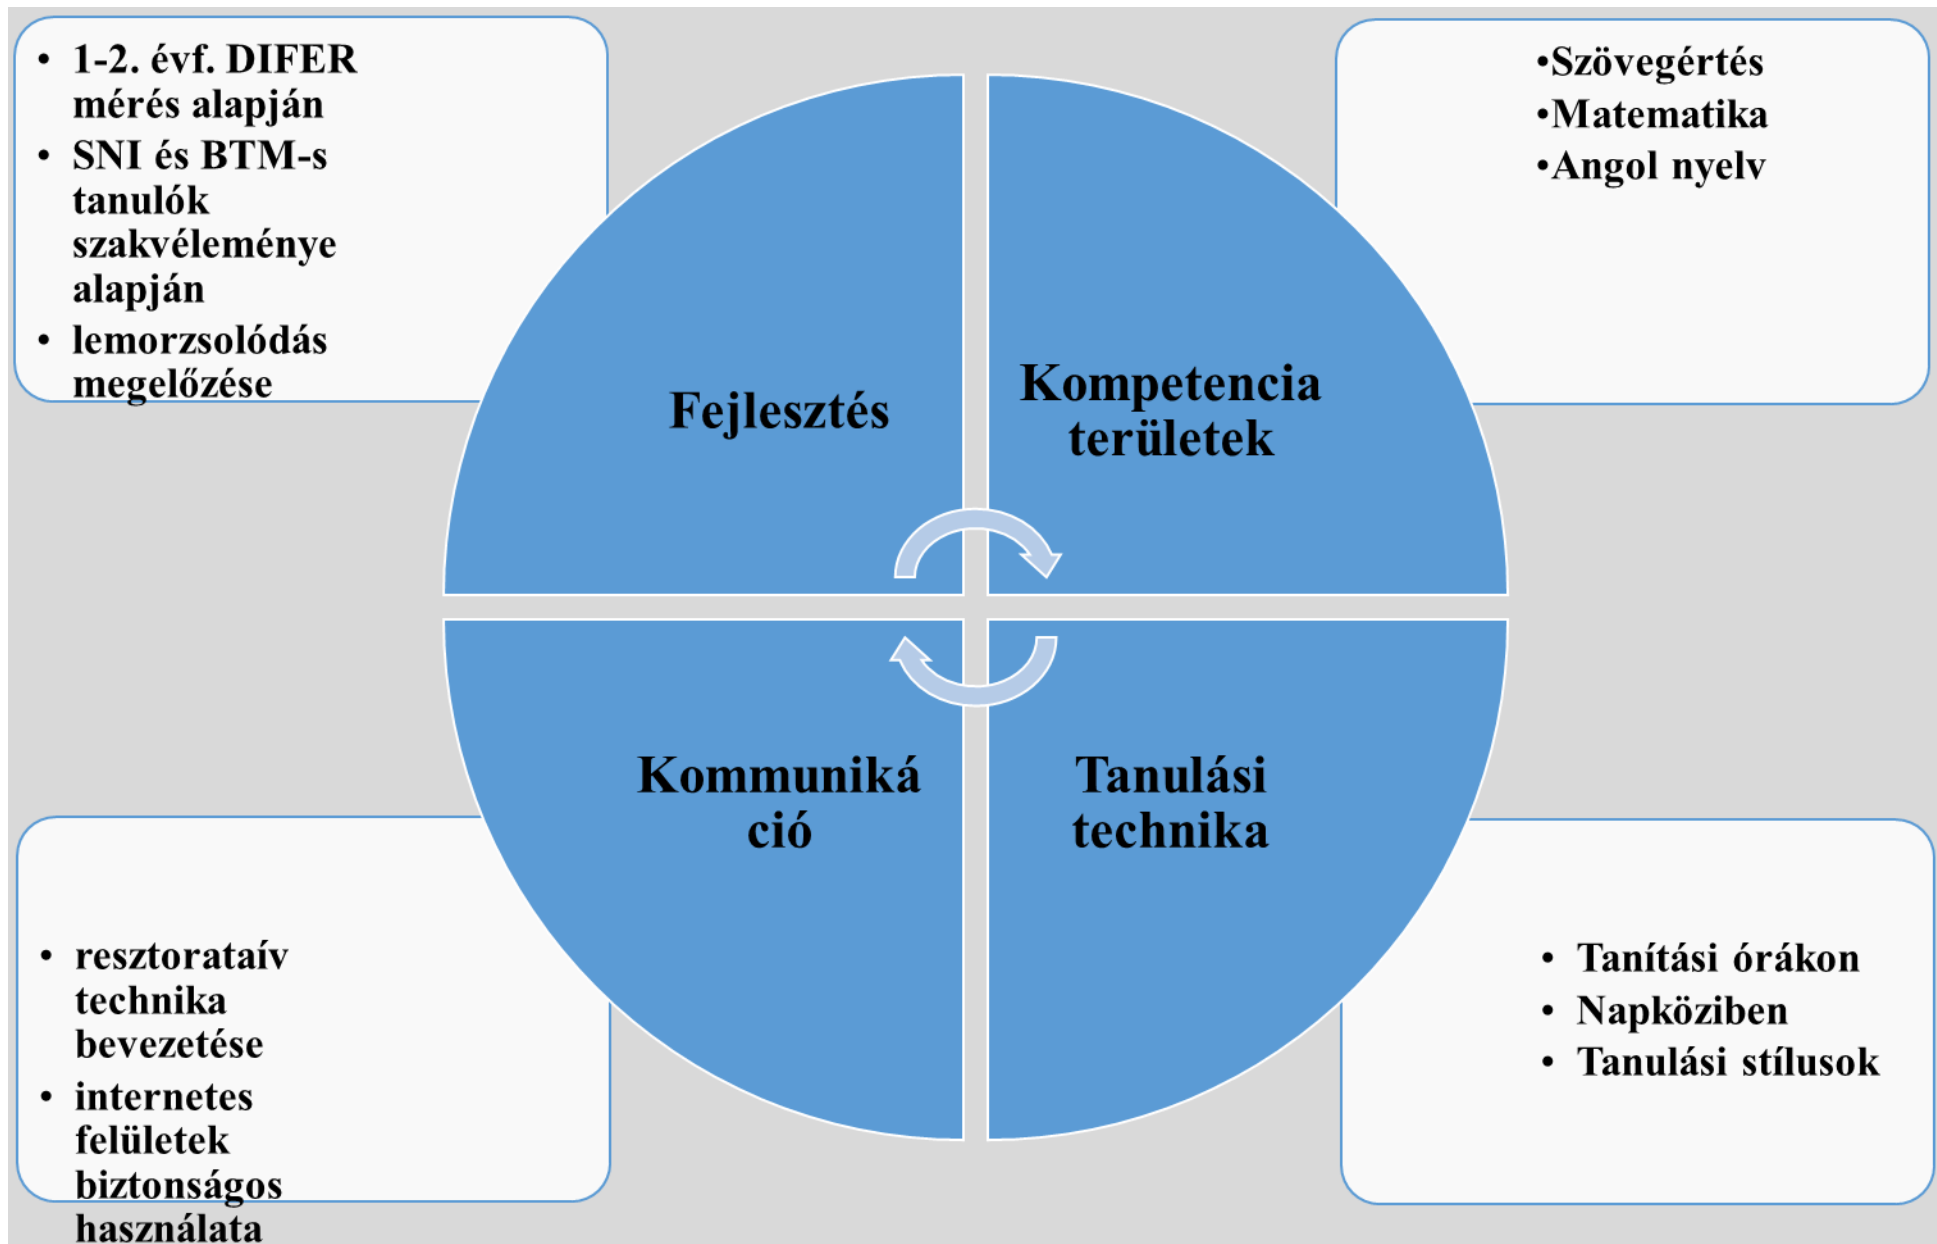 • 1-2. évf. DIFER
mérés alapján
• SNI és BTM-s
tanulók
szakvéleménye
alapján
• lemorzsolódás
megelőzése
•Szövegértés
•Matematika
•Angol nyelv
Fejlesztés
Kompetencia
területek
Kommuniká
ció
Tanulási
technika
• resztorataív
technika
bevezetése
• internetes
felületek
biztonságos
használata
• Tanítási órákon
• Napköziben
• Tanulási stílusok